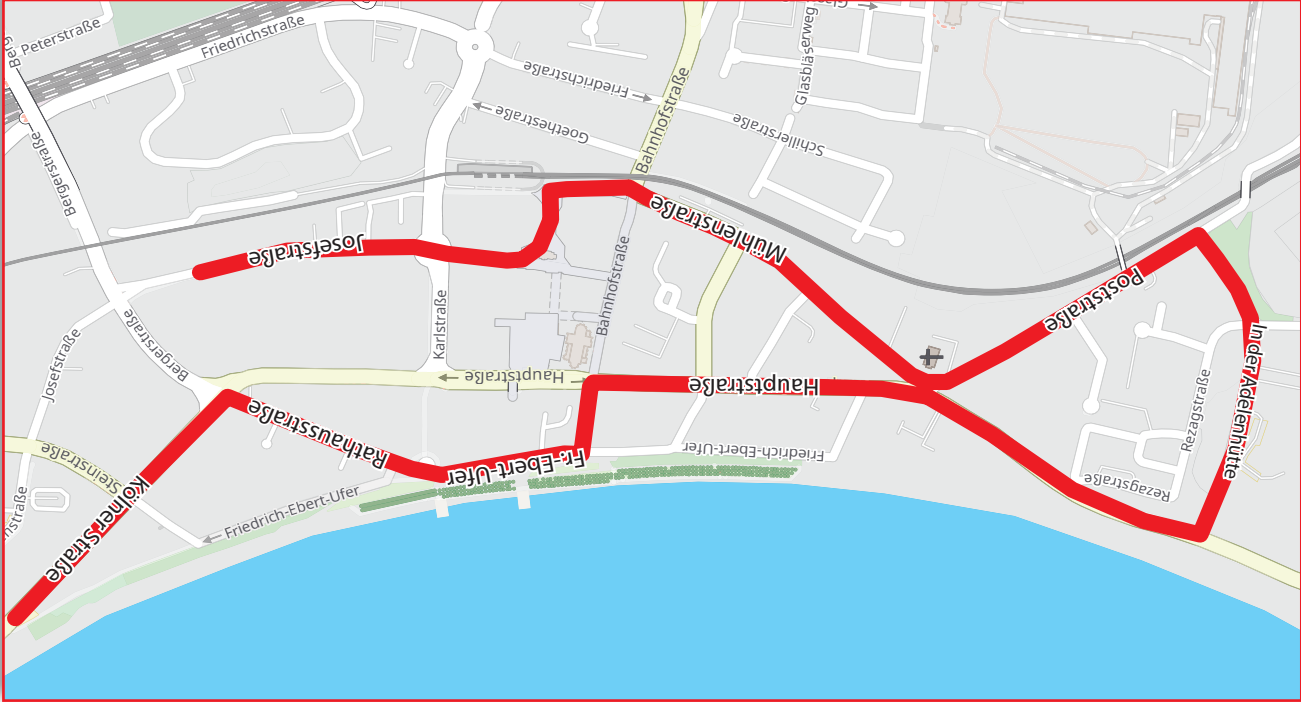 Peterstraße
Friedrichstraße
Friedrichstraße
Goethestraße
Bahnhofstraße
Schillerstraße
Glasbläserweg
Bergerstraße
Josefstraße
Mühlenstraße
Bahnhofstraße
Karlstraße
Poststraße
In der Adelenhütte
Josefstraße
Bergerstraße
Hauptstraße
Hauptstraße
Rathausstraße
Fr.-Ebert-Ufer
Friedrich-Ebert-Ufer
Rezagstraße
Rezagstraße
Steinstraße
Kölner Straße
Friedrich-Ebert-Ufer